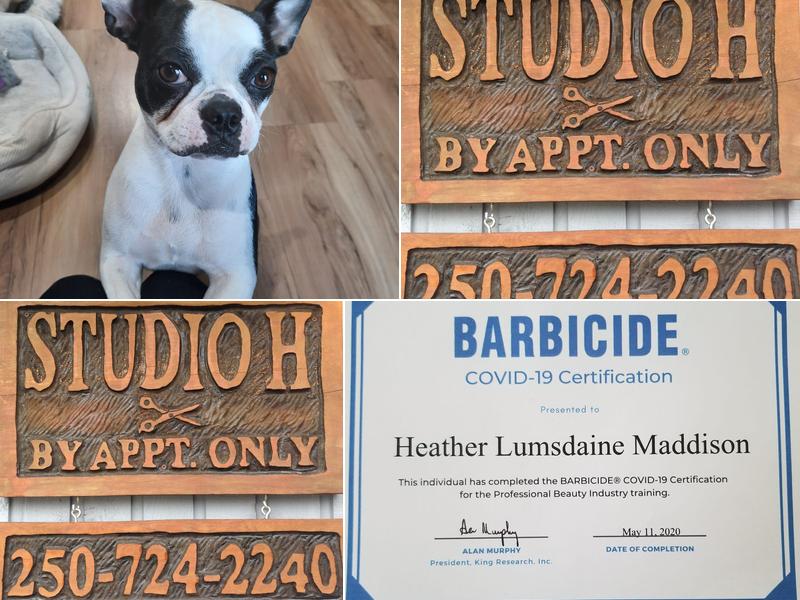 STUDIO H
BY APPT. ONLY
250-724-2240
STUDIO H
BY APPT. ONLY
250-724-2240
BARBICIDE®
COVID-19 Certification
Presented to
Heather Lumsdaine Maddison
This individual has completed the BARBICIDE® COVID-19 Certification
for the Professional Beauty Industry training.
Alan Murphy
May 11, 2020
ALAN MURPHY
DATE OF COMPLETION
President, King Research, Inc.